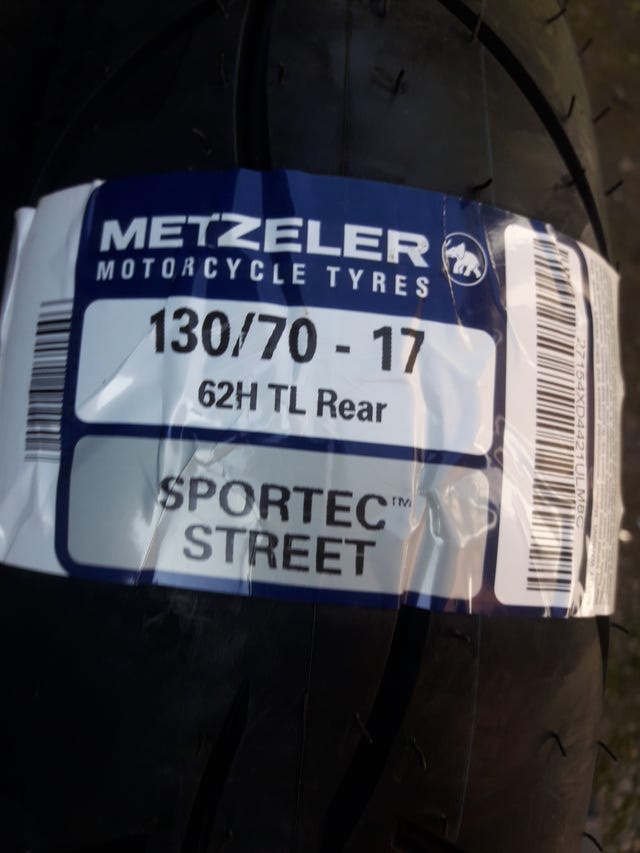 METZELER
MOTORCYCLE TYRES
130/70 - 17
62H TL Rear
SPORTEC™
STREET